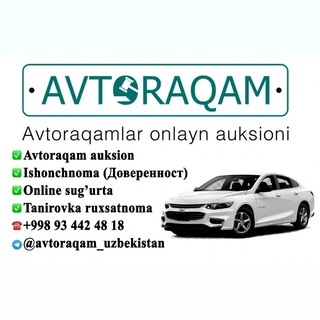 AVTORAQAM
Avtoraqamlar onlayn auksioni
✅Avtoraqam auksion
✅Ishonchnoma (Доверенност)
✅Online sug’urta
✅Tanirovka ruxsatnoma
☎️+998 93 442 48 18
@avtoraqam_uzbekistan